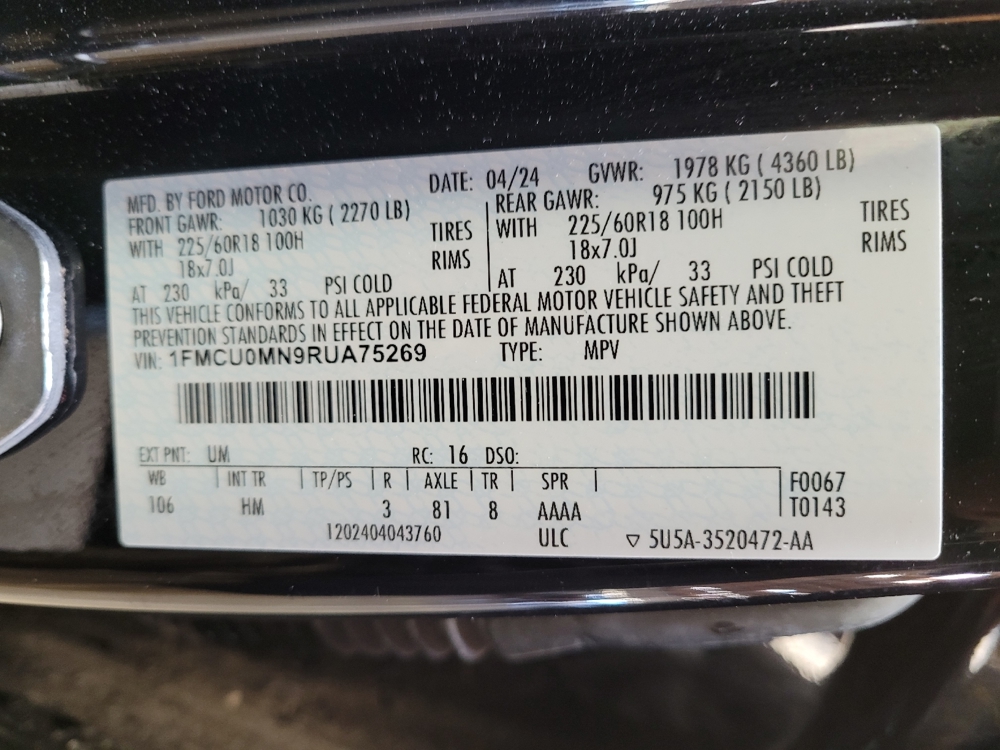 MFD. BY FORD MOTOR CO. DATE: 04/24 GVWR: 1978 KG ( 4360 LB)
FRONT GAWR: 1030 KG ( 2270 LB) REAR GAWR: 975 KG ( 2150 LB)
WITH 225/60R18 100H TIRES WITH 225/60R18 100H TIRES
18x7.0J RIMS 18x7.0J RIMS
AT 230 kPa/ 33 PSI COLD AT 230 kPa/ 33 PSI COLD
THIS VEHICLE CONFORMS TO ALL APPLICABLE FEDERAL MOTOR VEHICLE SAFETY AND THEFT
PREVENTION STANDARDS IN EFFECT ON THE DATE OF MANUFACTURE SHOWN ABOVE.
VIN: 1FMCU0MN9RUA75269 TYPE: MPV
EXT PNT: UM RC: 16 DSO:
WB INT TR TP/PS R AXLE TR SPR F0067
106 HM 3 81 8 AAAA T0143
1202404043760 ULC ▽ 5U5A-3520472-AA